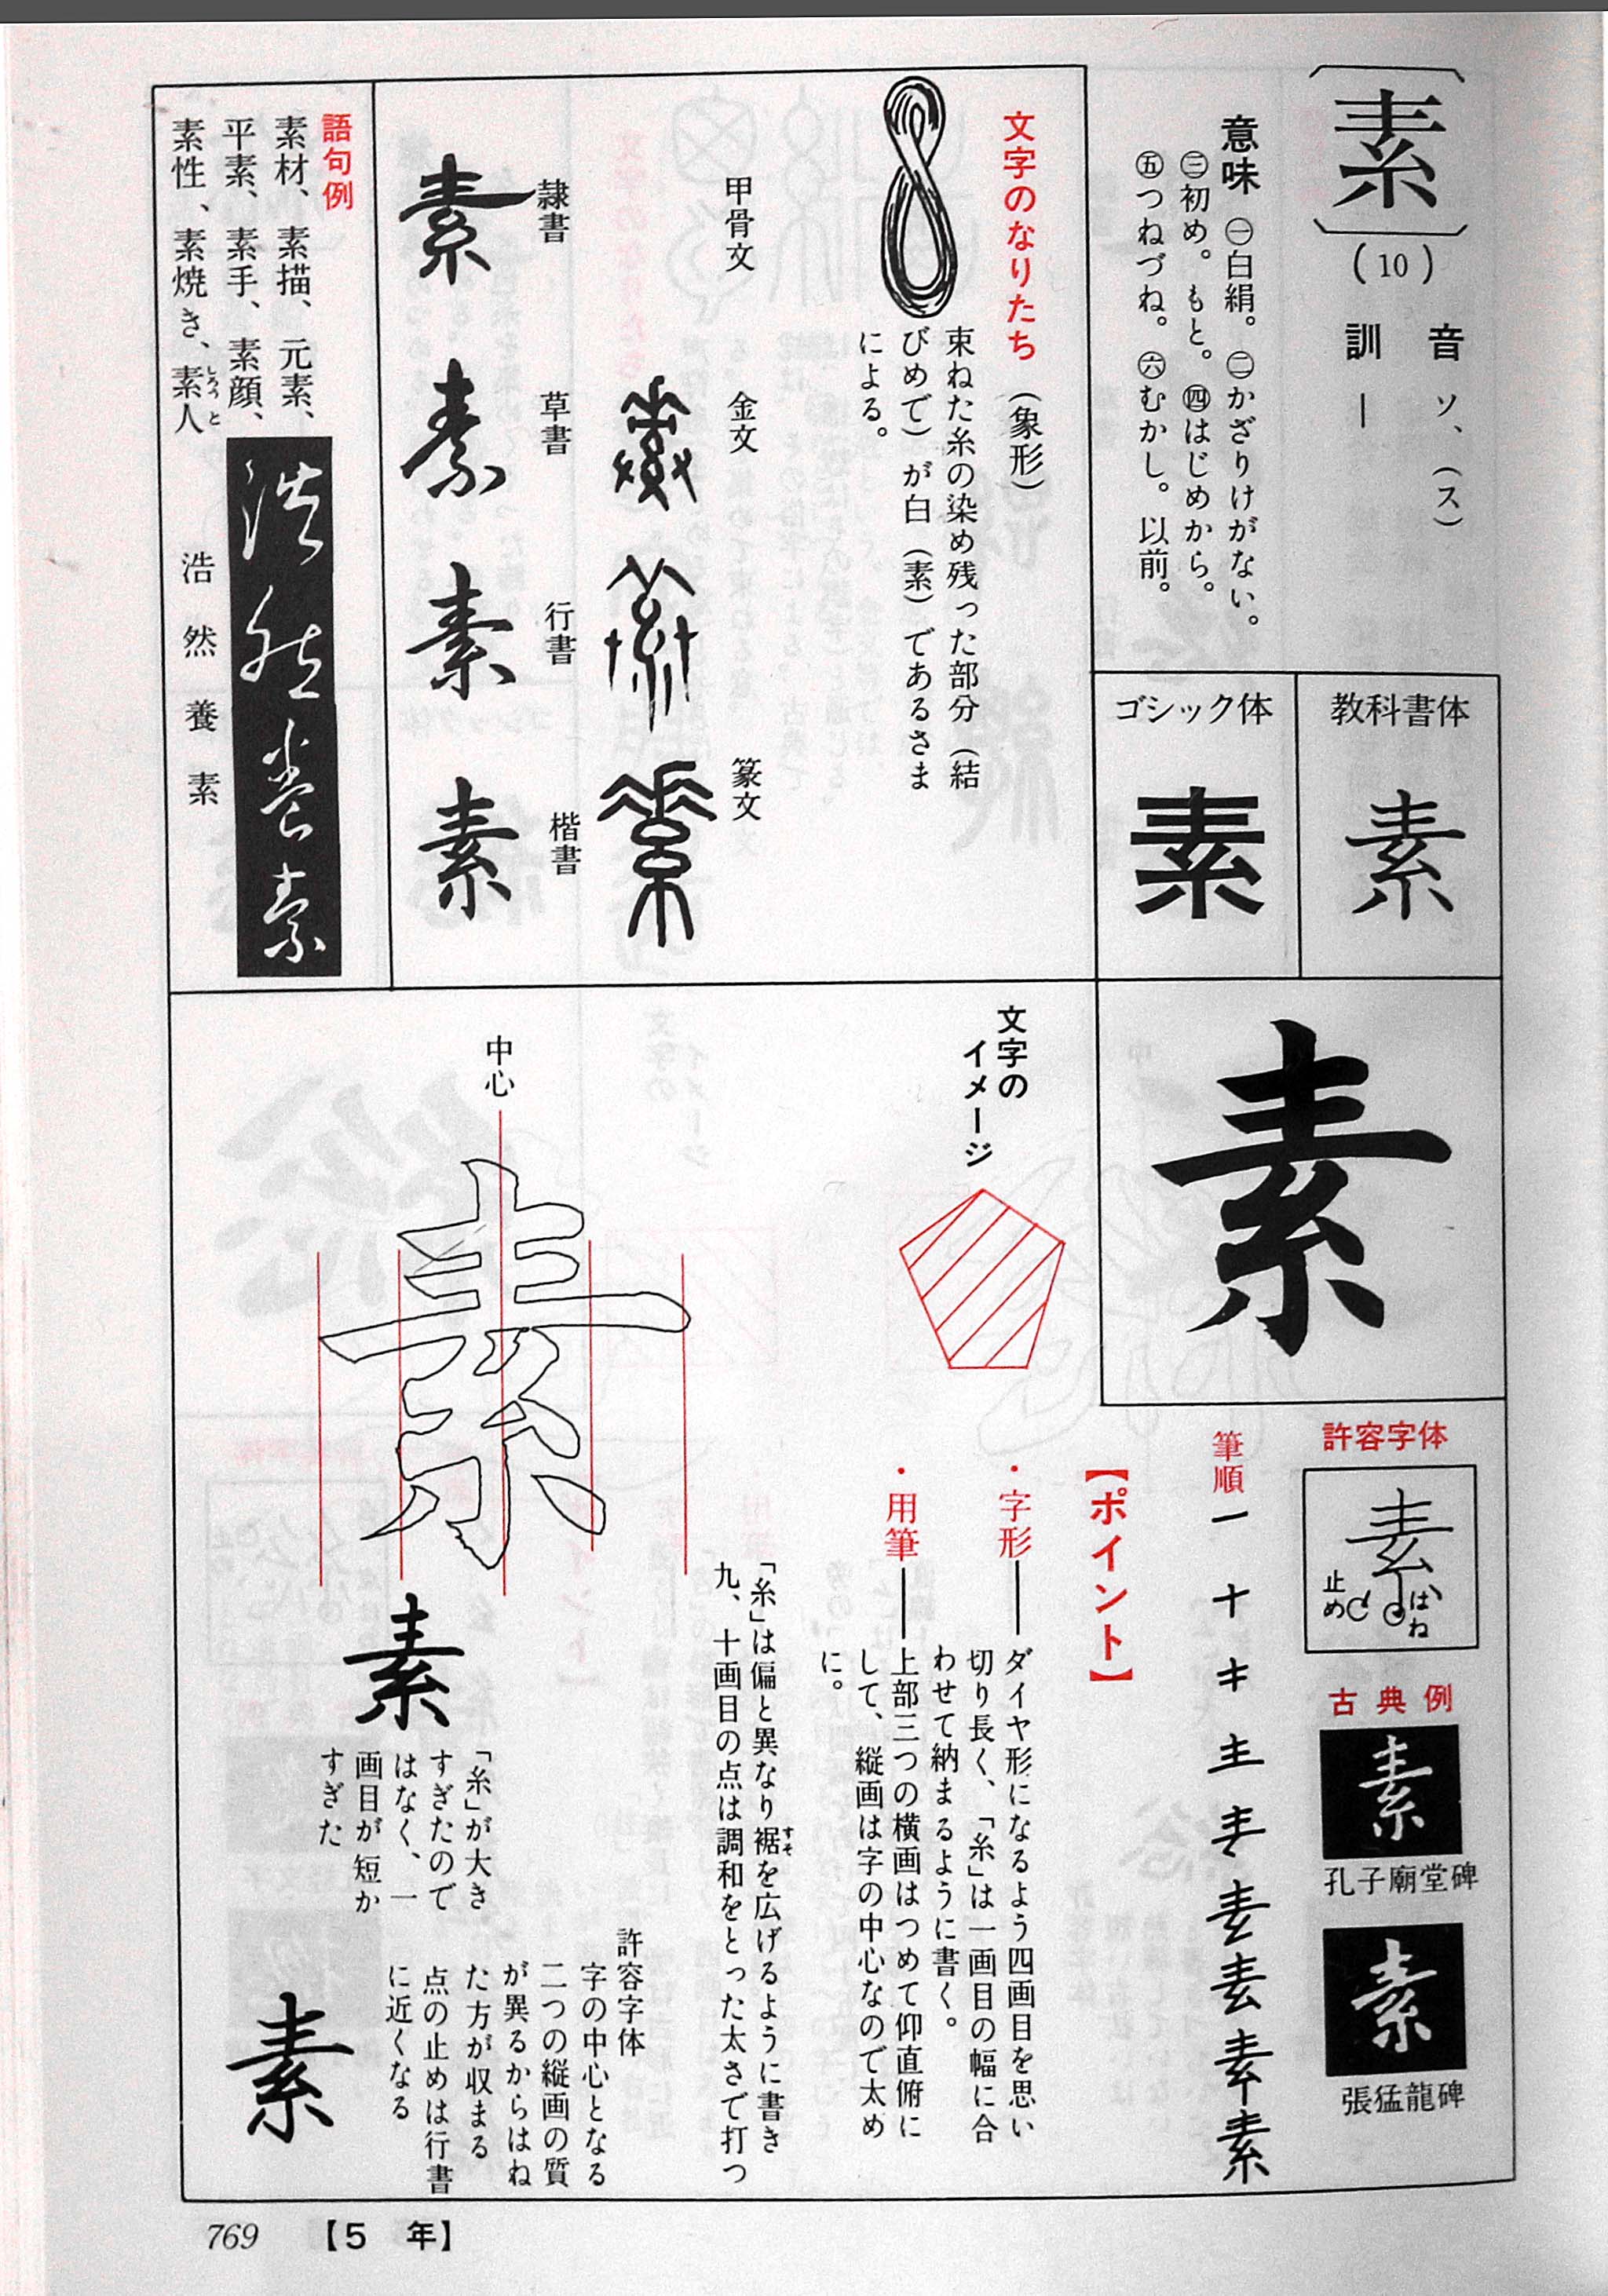 〔素〕(10)
音 ソ、(ス)
訓 ―
意味 ㊀白絹。㊁かざりけがない。
㊂初め。もと。㊃はじめから。
㊄つねづね。㊅むかし。以前。
教科書体
素
ゴシック体
素
文字のなりたち(象形)
束ねた糸の染め残った部分(結
びめで)が白(素)であるさま
による。
甲骨文
金文
篆文
隷書
素
草書
素
行書
素
楷書
素
語句例
素材、素描、元素、
平素、素手、素顔、
素性、素焼き、素人
しろうと
浩然養素
浩然養素
素
許容字体
素
はね
止め
古典例
素
孔子廟堂碑
素
張猛龍碑
筆順
素
文字の
イメージ
【ポイント】
・字形――ダイヤ形になるよう四画目を思い
切り長く、「糸」は一画目の幅に合
わせて納まるように書く。
・用筆――上部三つの横画はつめて仰直俯に
して、縦画は字の中心なので太め
に。
「糸」は偏と異なり裾を広げるように書き
すそ
九、十画目の点は調和をとった太さで打つ
中心
素
素
「糸」が大き
すぎたので
はなく、一
画目が短か
すぎた
許容字体
字の中心となる
二つの縦画の質
が異るからはね
た方が収まる
点の止めは行書
に近くなる
素
769 【5 年】